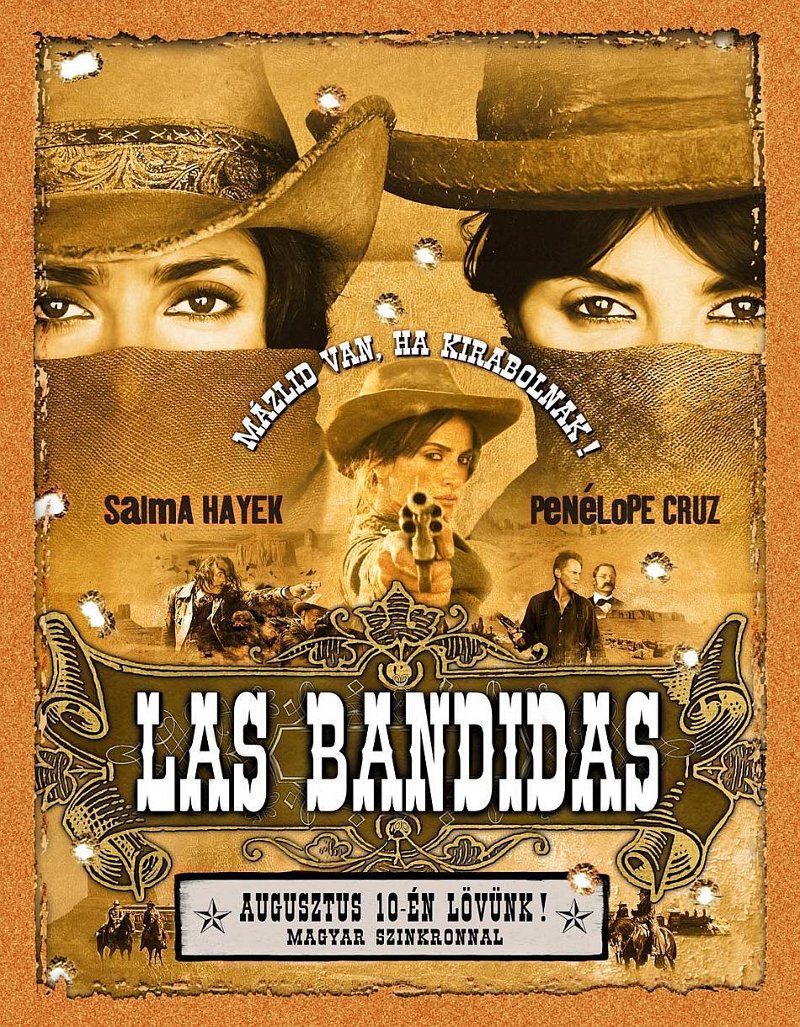 MÁZLID VAN, HA KIRABOLNAK!
SalmA HAYEK
PenéLoPE CRUZ
LAS BANDIDAS
AUGUSZTUS 10-ÉN LÖVÜNK!
MAGYAR SZINKRONNAL